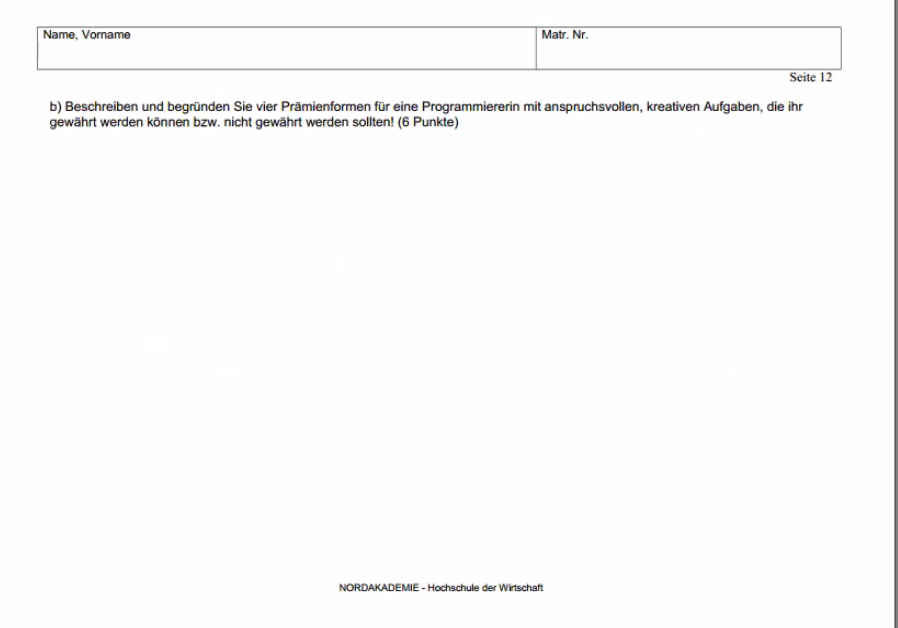 Name, Vorname
Matr. Nr.
Seite 12
b) Beschreiben und begründen Sie vier Prämienformen für eine Programmiererin mit anspruchsvollen, kreativen Aufgaben, die ihr
gewährt werden können bzw. nicht gewährt werden sollten! (6 Punkte)
NORDAKADEMIE - Hochschule der Wirtschaft